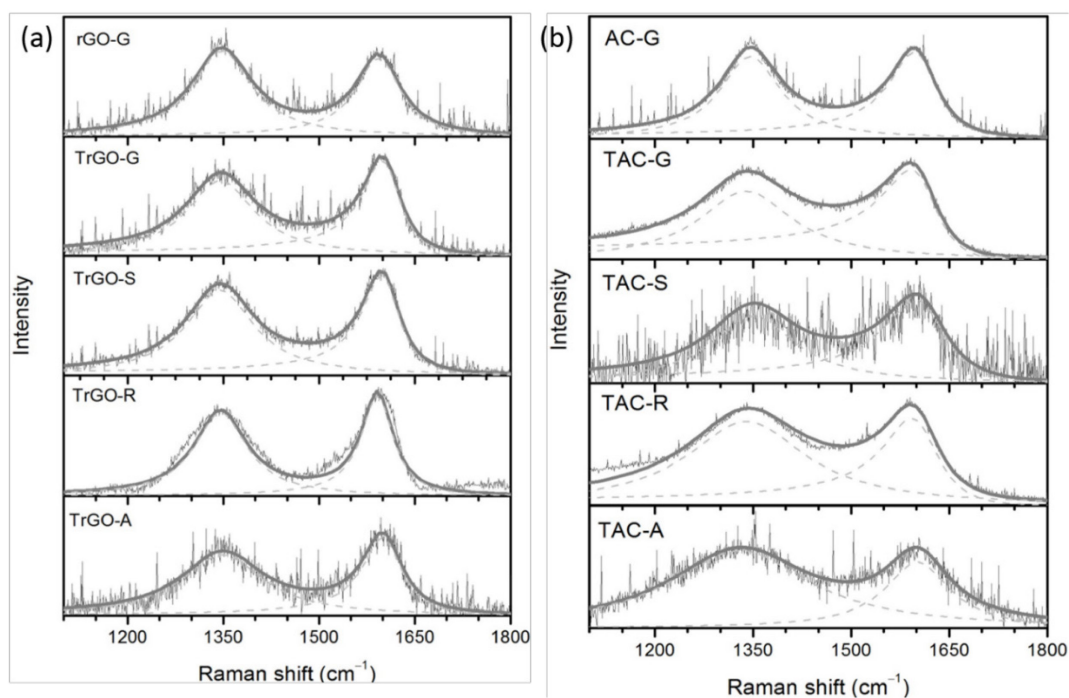 (a)
Intensity
rGO-G
TrGO-G
TrGO-S
TrGO-R
TrGO-A
1200 1350 1500 1650 1800
Raman shift (cm⁻¹)
(b)
Intensity
AC-G
TAC-G
TAC-S
TAC-R
TAC-A
1200 1350 1500 1650 1800
Raman shift (cm⁻¹)